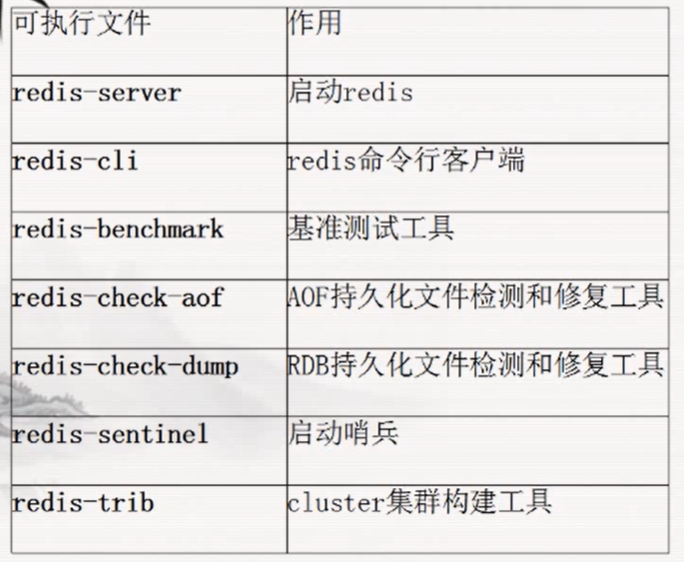 可执行文件 作用
redis-server 启动redis
redis-cli redis命令行客户端
redis-benchmark 基准测试工具
redis-check-aof AOF持久化文件检测和修复工具
redis-check-dump RDB持久化文件检测和修复工具
redis-sentinel 启动哨兵
redis-trib cluster集群构建工具